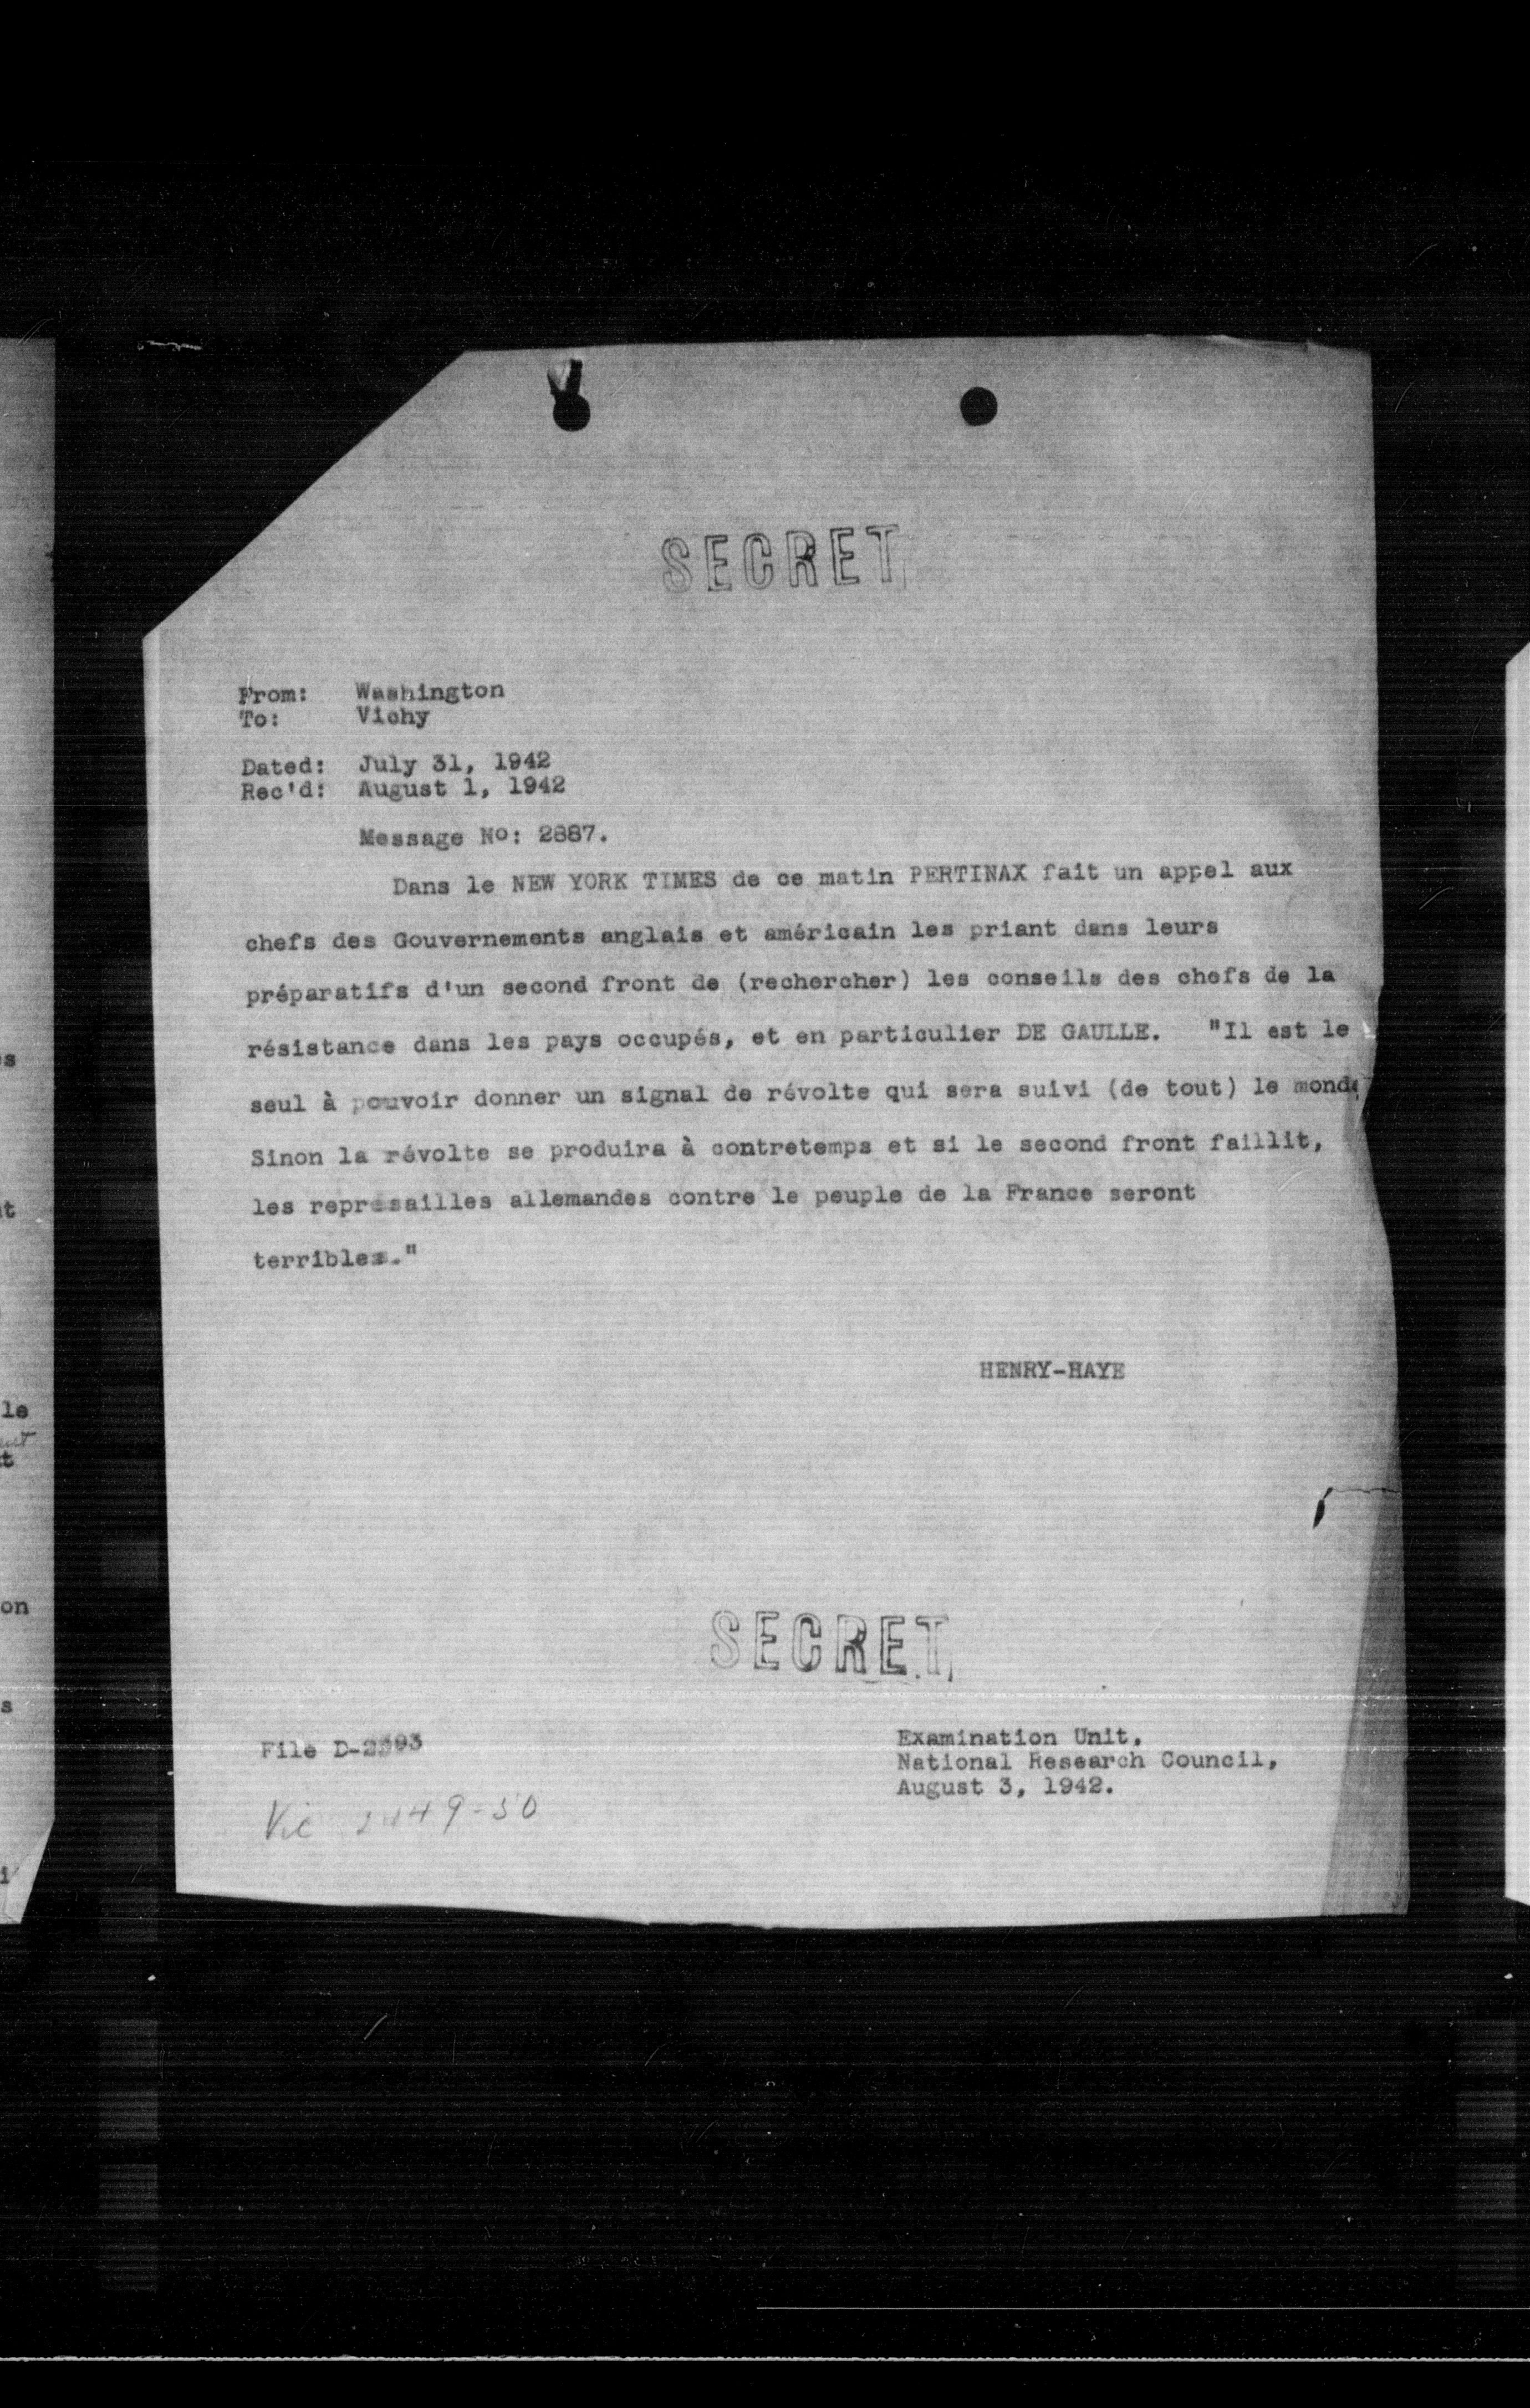 SECRET
From: Washington
To: Vichy
Dated: July 31, 1942
Rec'd: August 1, 1942
Message No: 2887.
Dans le NEW YORK TIMES de ce matin PERTINAX fait un appel aux
chefs des Gouvernements anglais et américain les priant dans leurs
préparatifs d'un second front de (rechercher) les conseils des chefs de la
résistance dans les pays occupés, et en particulier DE GAULLE. "Il est le
seul à pouvoir donner un signal de révolte qui sera suivi (de tout) le monde
Sinon la révolte se produira à contretemps et si le second front faillit,
les represailles allemandes contre le peuple de la France seront
terribles."
HENRY-HAYE
SECRET
File
Examination Unit,
National Research Council,
August 3, 1942.
le
on